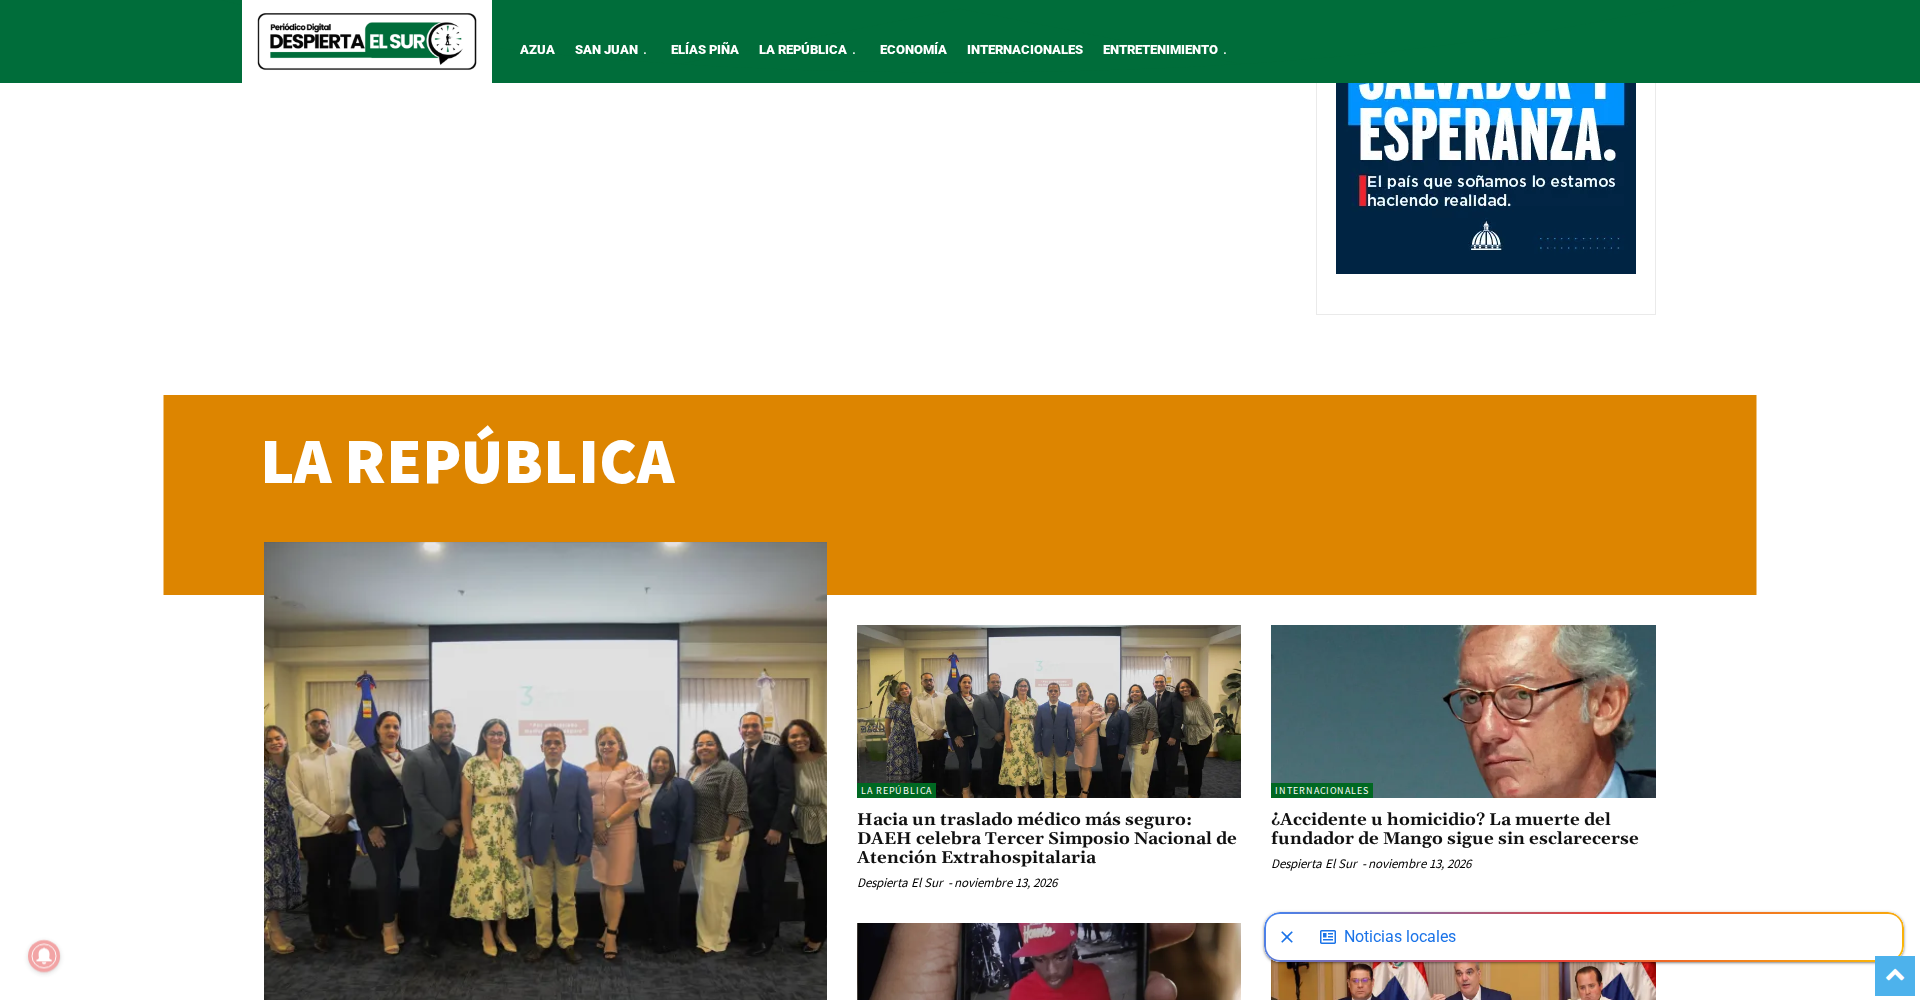 Periódico Digital
DESPIERTA EL SUR
AZUA
SAN JUAN
ELÍAS PIÑA
LA REPÚBLICA
ECONOMÍA
INTERNACIONALES
ENTRETENIMIENTO
ESPERANZA.
El país que soñamos lo estamos
haciendo realidad.
LA REPÚBLICA
LA REPÚBLICA
Hacia un traslado médico más seguro:
DAEH celebra Tercer Simposio Nacional de
Atención Extrahospitalaria
Despierta El Sur - noviembre 13, 2026
INTERNACIONALES
¿Accidente u homicidio? La muerte del
fundador de Mango sigue sin esclarecerse
Despierta El Sur - noviembre 13, 2026
Noticias locales